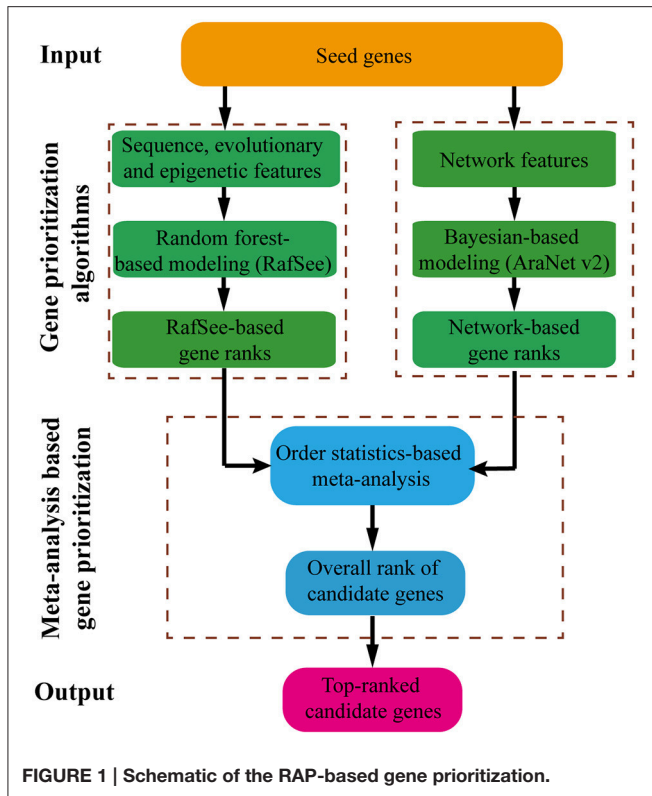 Input
Seed genes
Gene prioritization
algorithms
Sequence, evolutionary
and epigenetic features
Random forest-
based modeling (RafSee)
RafSee-based
gene ranks
Network features
Bayesian-based
modeling (AraNet v2)
Network-based
gene ranks
Meta-analysis based
gene prioritization
Order statistics-based
meta-analysis
Overall rank of
candidate genes
Output
Top-ranked
candidate genes
FIGURE 1 | Schematic of the RAP-based gene prioritization.